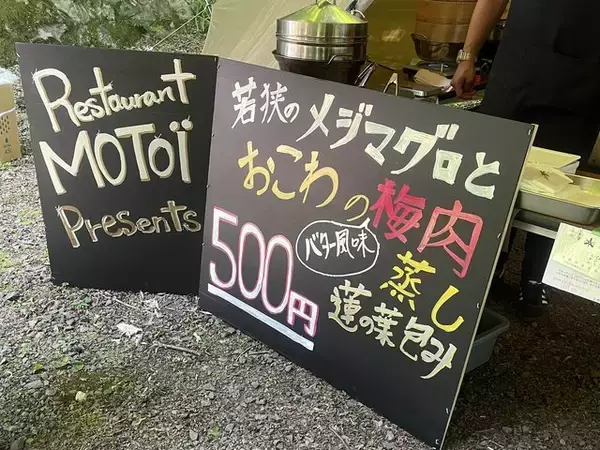 Restaurant
MOTOÏ
Presents
若狭のメジマグロと
おこわの梅肉
バター風味
蒸し
500円
蓮の葉包み